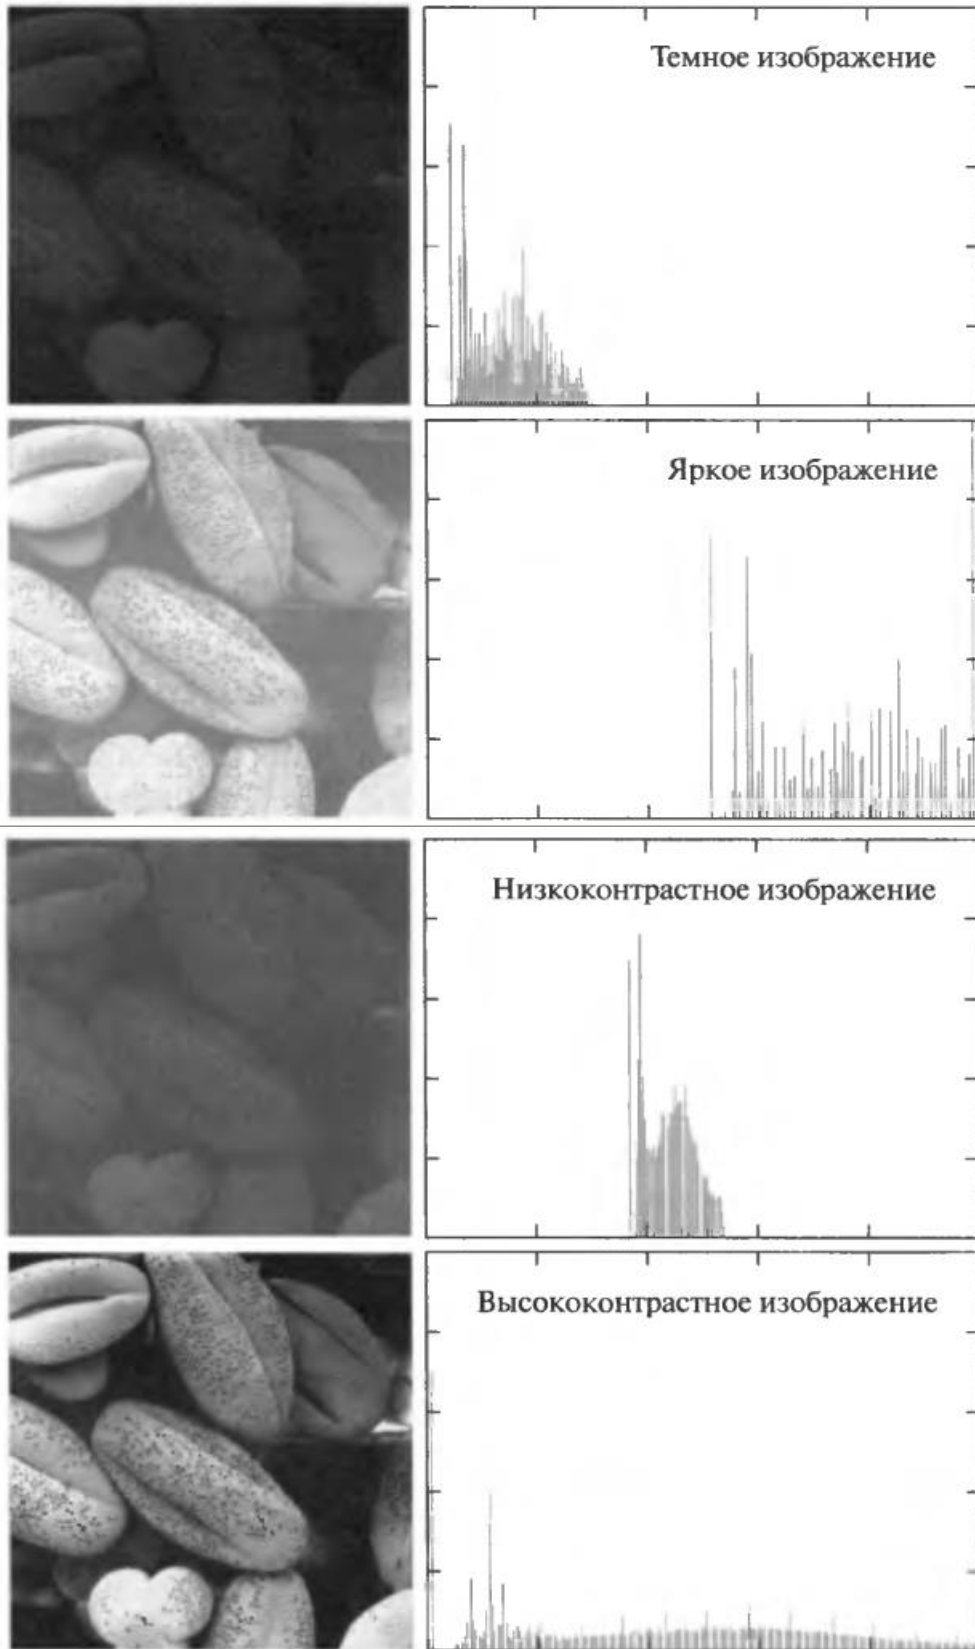 Темное изображение
Яркое изображение
Низкоконтрастное изображение
Высококонтрастное изображение